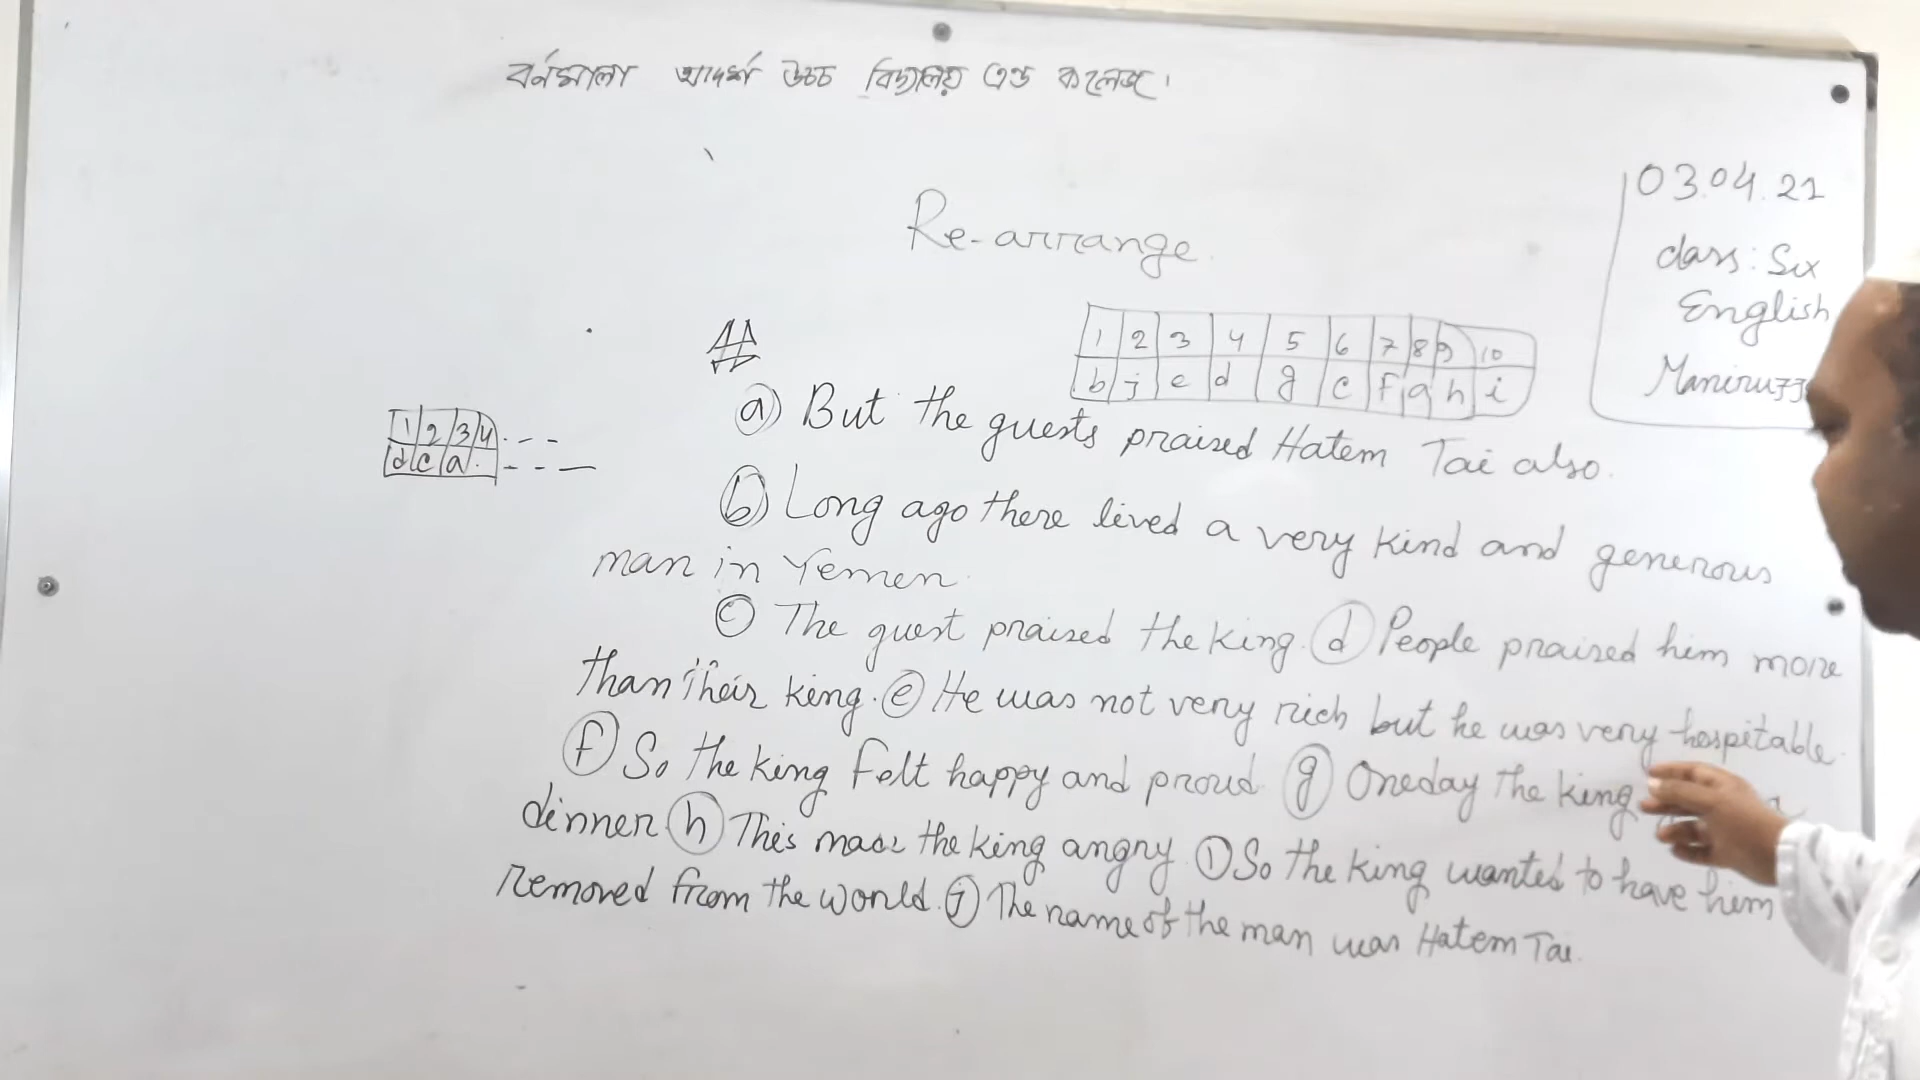 বর্নমালা আদর্শ উচ্চ বিদ্যালয় এন্ড কলেজ।
03.04.21
class: Six
English
Re-arrange.
1 2 3 4 5 6 7 8 9 10
b j e d g c f a h i
1 2 3 4 . - -
d c a . - - —
ⓐ But the guests praised Hatem Tai also.
ⓑ Long ago there lived a very kind and generous
man in Yemen.
ⓒ The guest praised the king. ⓓ People praised him more
than their king. ⓔ He was not very rich but he was very hospitable.
ⓕ So the king felt happy and proud. ⓖ Oneday the king
dinner ⓗ This made the king angry. ⓘ So the king wanted to have him
removed from the world. ⓙ The name of the man was Hatem Tai.